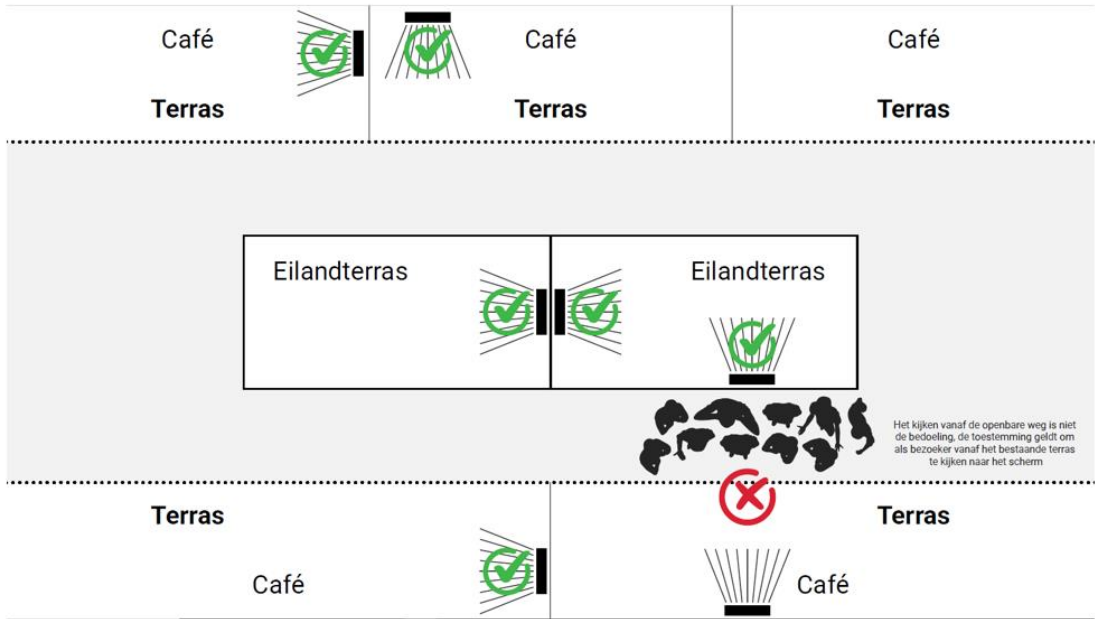 Café
Café
Café
Terras
Terras
Terras
Eilandterras
Eilandterras
Het kijken vanaf de openbare weg is niet
de bedoeling, de toestemming geldt om
als bezoeker vanaf het bestaande terras
te kijken naar het scherm
Terras
Terras
Café
Café